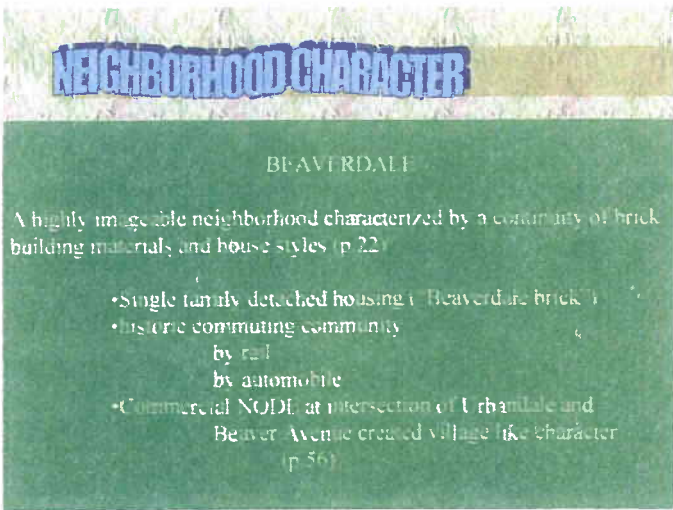 NEIGHBORHOOD CHARACTER
BEAVERDALE
A highly imageable neighborhood characterized by a continuity of brick
building materials and house styles (p.22)
•Single family detached housing ("Beaverdale brick")
•historic commuting community
by rail
by automobile
•Commercial NODE at intersection of Urbandale and
Beaver Avenue created village like character
(p.56)